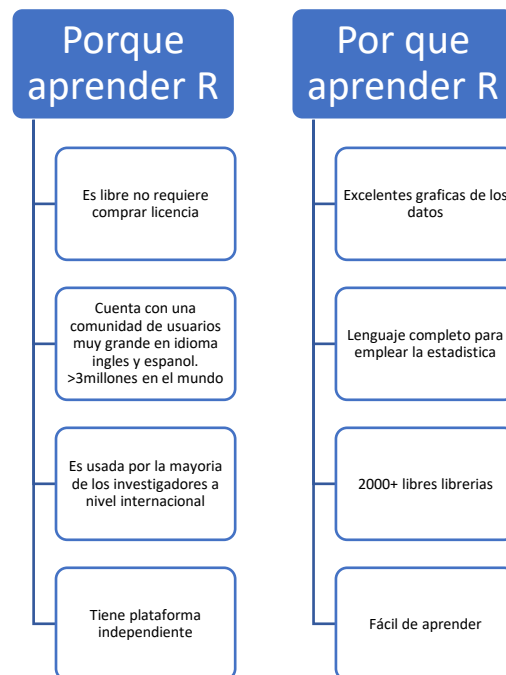 Porque
aprender R
Es libre no requiere
comprar licencia
Cuenta con una
comunidad de usuarios
muy grande en idioma
ingles y espanol.
>3millones en el mundo
Es usada por la mayoria
de los investigadores a
nivel internacional
Tiene plataforma
independiente
Por que
aprender R
Excelentes graficas de los
datos
Lenguaje completo para
emplear la estadistica
2000+ libres librerias
Fácil de aprender